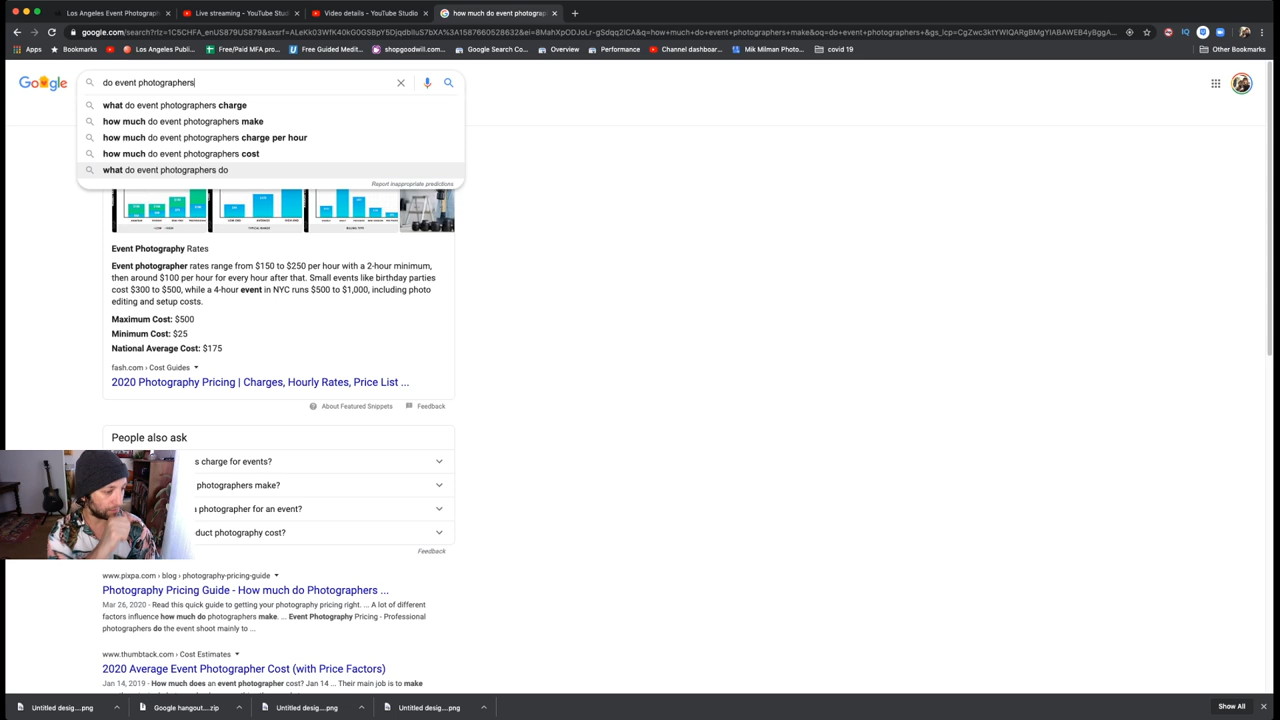 Los Angeles Event Photograph
Live streaming - YouTube Studio
Video details - YouTube Studio
how much do event photograp
google.com/search?
Apps
Bookmarks
Los Angeles Publi...
Free/Paid MFA pro...
Free Guided Medit...
shopgoodwill.com...
Google Search Co...
Overview
Performance
Channel dashboar...
Mik Milman Photo...
covid 19
Other Bookmarks
Google
do event photographers
what do event photographers charge
how much do event photographers make
how much do event photographers charge per hour
how much do event photographers cost
what do event photographers do
Report inappropriate predictions
Event Photography Rates
Event photographer rates range from $150 to $250 per hour with a 2-hour minimum,
then around $100 per hour for every hour after that. Small events like birthday parties
cost $300 to $500, while a 4-hour event in NYC runs $500 to $1,000, including photo
editing and setup costs.
Maximum Cost: $500
Minimum Cost: $25
National Average Cost: $175
fash.com › Cost Guides
2020 Photography Pricing | Charges, Hourly Rates, Price List ...
About Featured Snippets
Feedback
People also ask
s charge for events?
photographers make?
a photographer for an event?
duct photography cost?
Feedback
www.pixpa.com › blog › photography-pricing-guide
Photography Pricing Guide - How much do Photographers ...
Mar 26, 2020 - Read this quick guide to getting your photography pricing right. ... A lot of different
factors influence how much do photographers make. ... Event Photography Pricing - Professional
photographers do the event shoot mainly to ...
www.thumbtack.com › Cost Estimates
2020 Average Event Photographer Cost (with Price Factors)
Jan 14, 2019 - How much does an event photographer cost? Jan 14 ... Their main job is to make
Untitled desig....png
Google hangout....zip
Untitled desig....png
Untitled desig....png
Show All